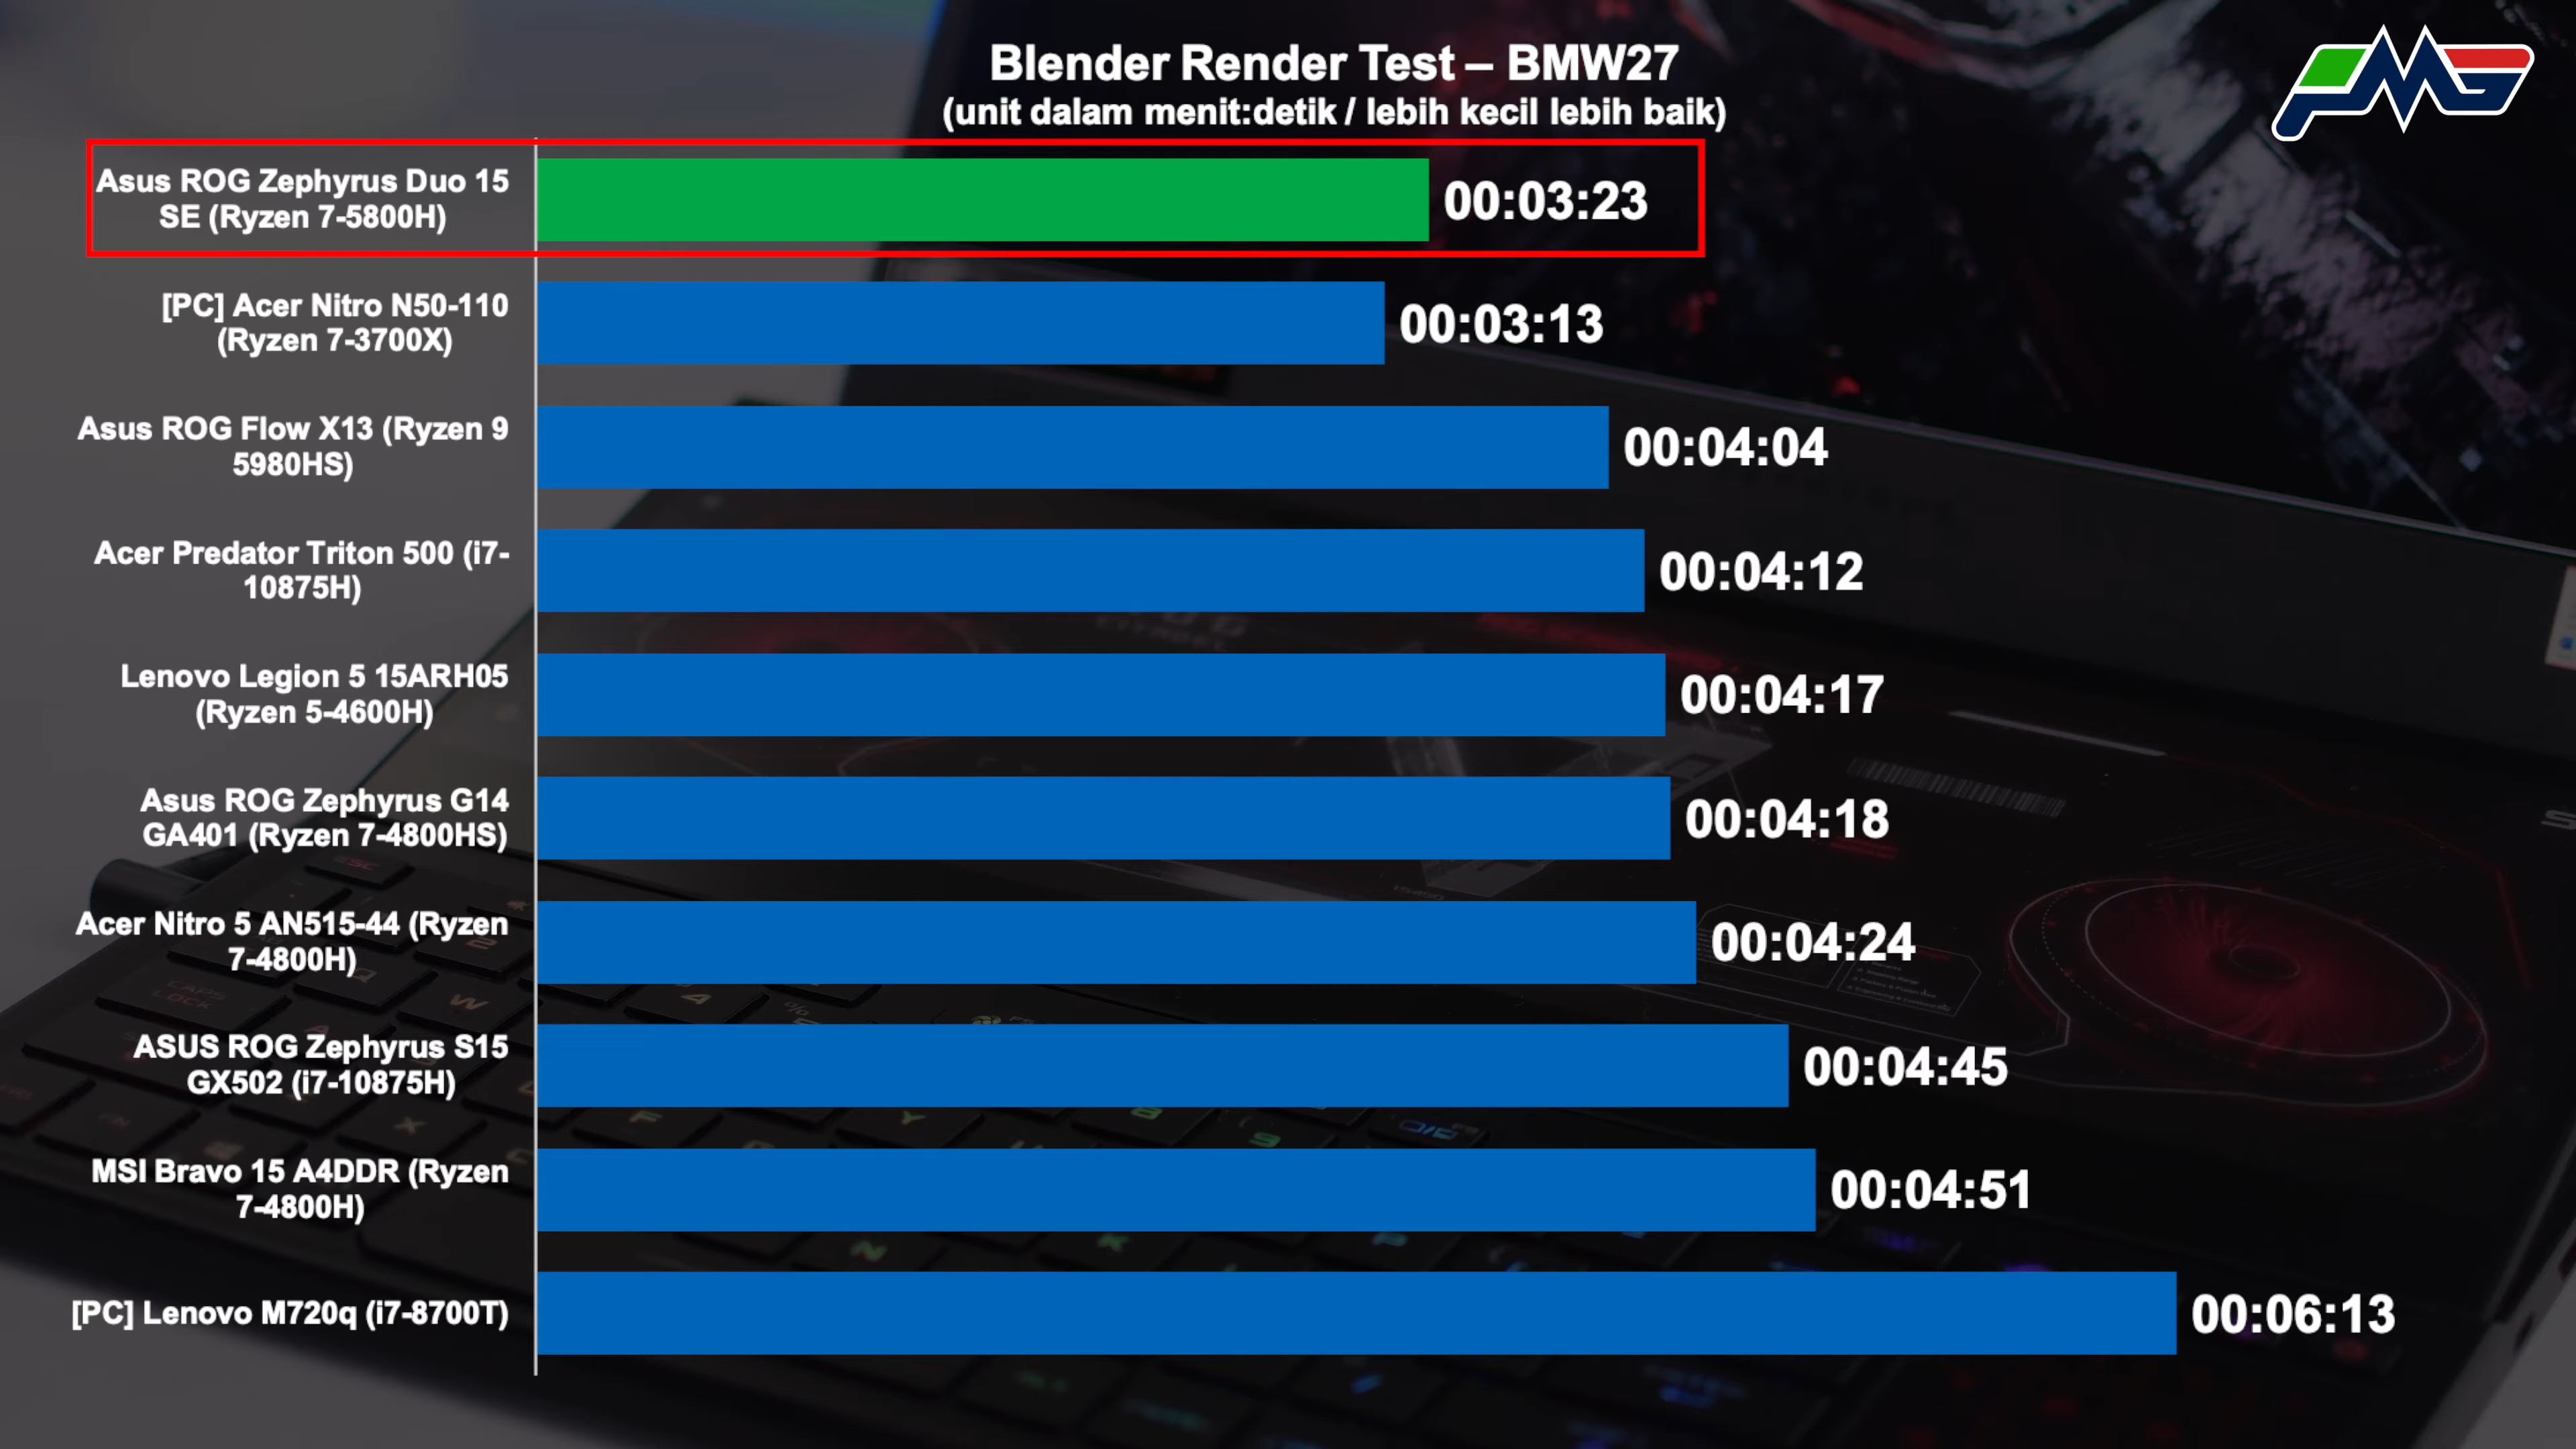 Blender Render Test – BMW27
(unit dalam menit:detik / lebih kecil lebih baik)
PMG
Asus ROG Zephyrus Duo 15
SE (Ryzen 7-5800H)
00:03:23
[PC] Acer Nitro N50-110
(Ryzen 7-3700X)
00:03:13
Asus ROG Flow X13 (Ryzen 9
5980HS)
00:04:04
Acer Predator Triton 500 (i7-
10875H)
00:04:12
Lenovo Legion 5 15ARH05
(Ryzen 5-4600H)
00:04:17
Asus ROG Zephyrus G14
GA401 (Ryzen 7-4800HS)
00:04:18
Acer Nitro 5 AN515-44 (Ryzen
7-4800H)
00:04:24
ASUS ROG Zephyrus S15
GX502 (i7-10875H)
00:04:45
MSI Bravo 15 A4DDR (Ryzen
7-4800H)
00:04:51
[PC] Lenovo M720q (i7-8700T)
00:06:13